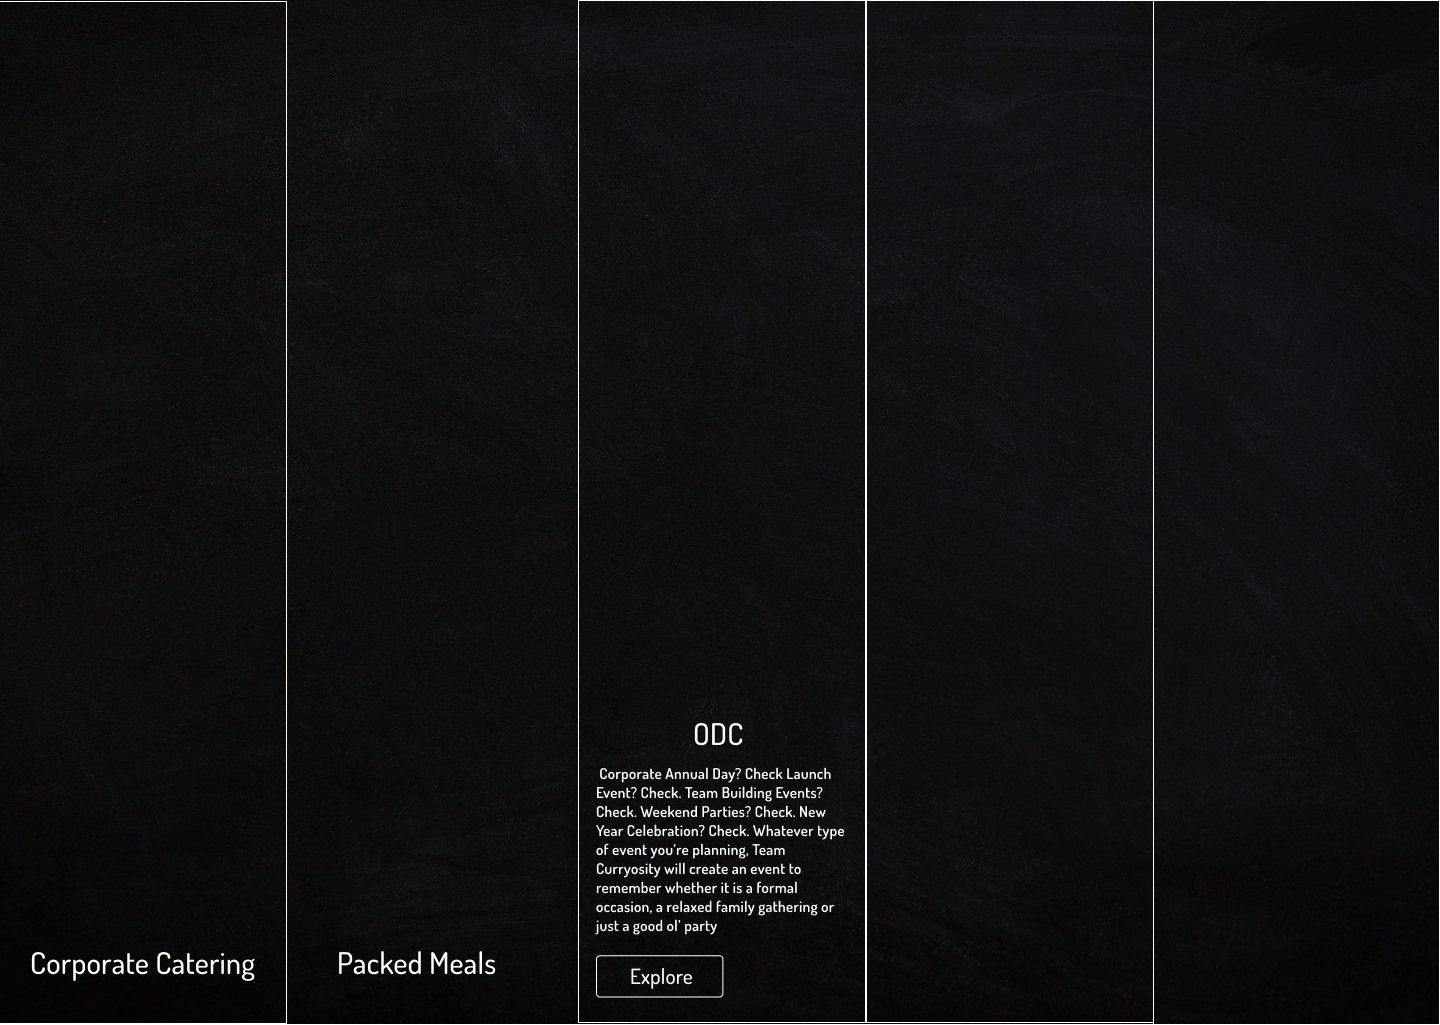 ODC
Corporate Annual Day? Check Launch
Event? Check. Team Building Events?
Check. Weekend Parties? Check. New
Year Celebration? Check. Whatever type
of event you're planning, Team
Curryosity will create an event to
remember whether it is a formal
occasion, a relaxed family gathering or
just a good ol' party
Corporate Catering
Packed Meals
Explore